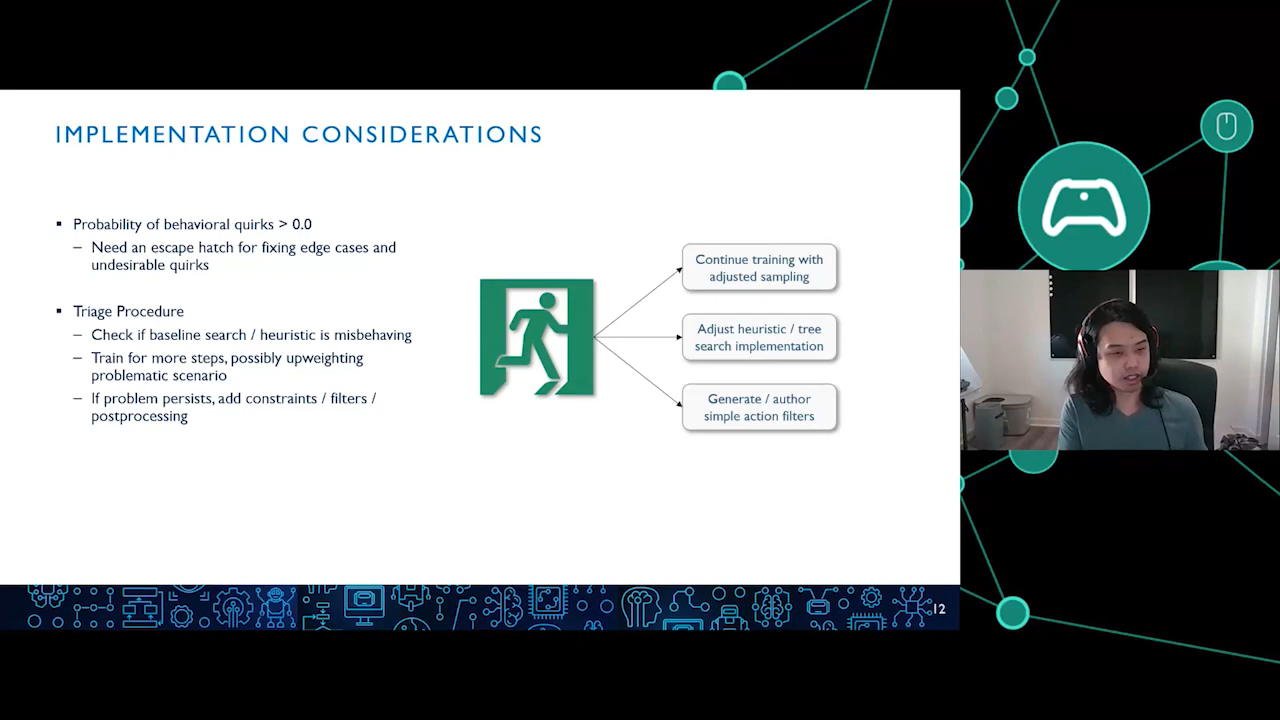 IMPLEMENTATION CONSIDERATIONS
▪ Probability of behavioral quirks > 0.0
– Need an escape hatch for fixing edge cases and
undesirable quirks
▪ Triage Procedure
– Check if baseline search / heuristic is misbehaving
– Train for more steps, possibly upweighting
problematic scenario
– If problem persists, add constraints / filters /
postprocessing
Continue training with
adjusted sampling
Adjust heuristic / tree
search implementation
Generate / author
simple action filters
12